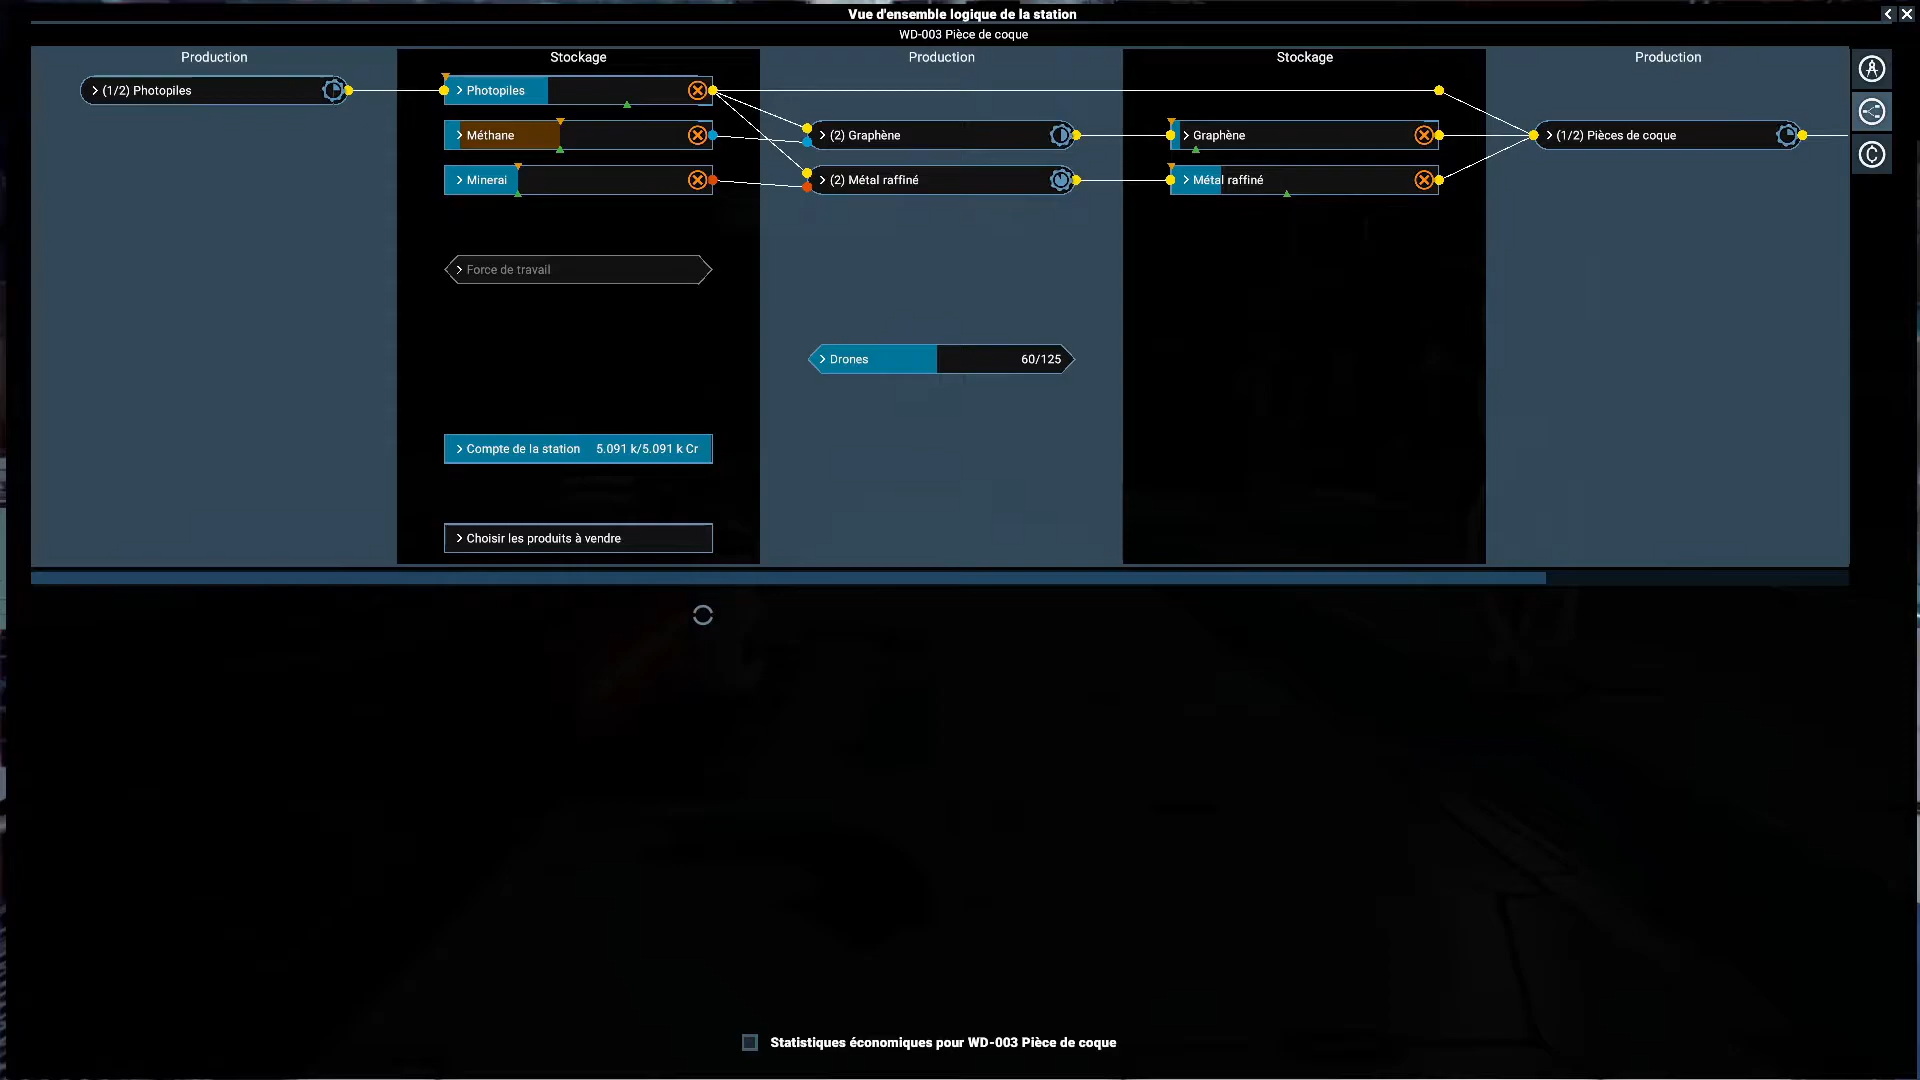 Vue d'ensemble logique de la station
WD-003 Pièce de coque
Production
Stockage
Production
Stockage
Production
(1/2) Photopiles
Photopiles
Méthane
(2) Graphène
Graphène
(1/2) Pièces de coque
Minerai
(2) Métal raffiné
Métal raffiné
Force de travail
Drones 60/125
Compte de la station 5.091 k/5.091 k Cr
Choisir les produits à vendre
Statistiques économiques pour WD-003 Pièce de coque